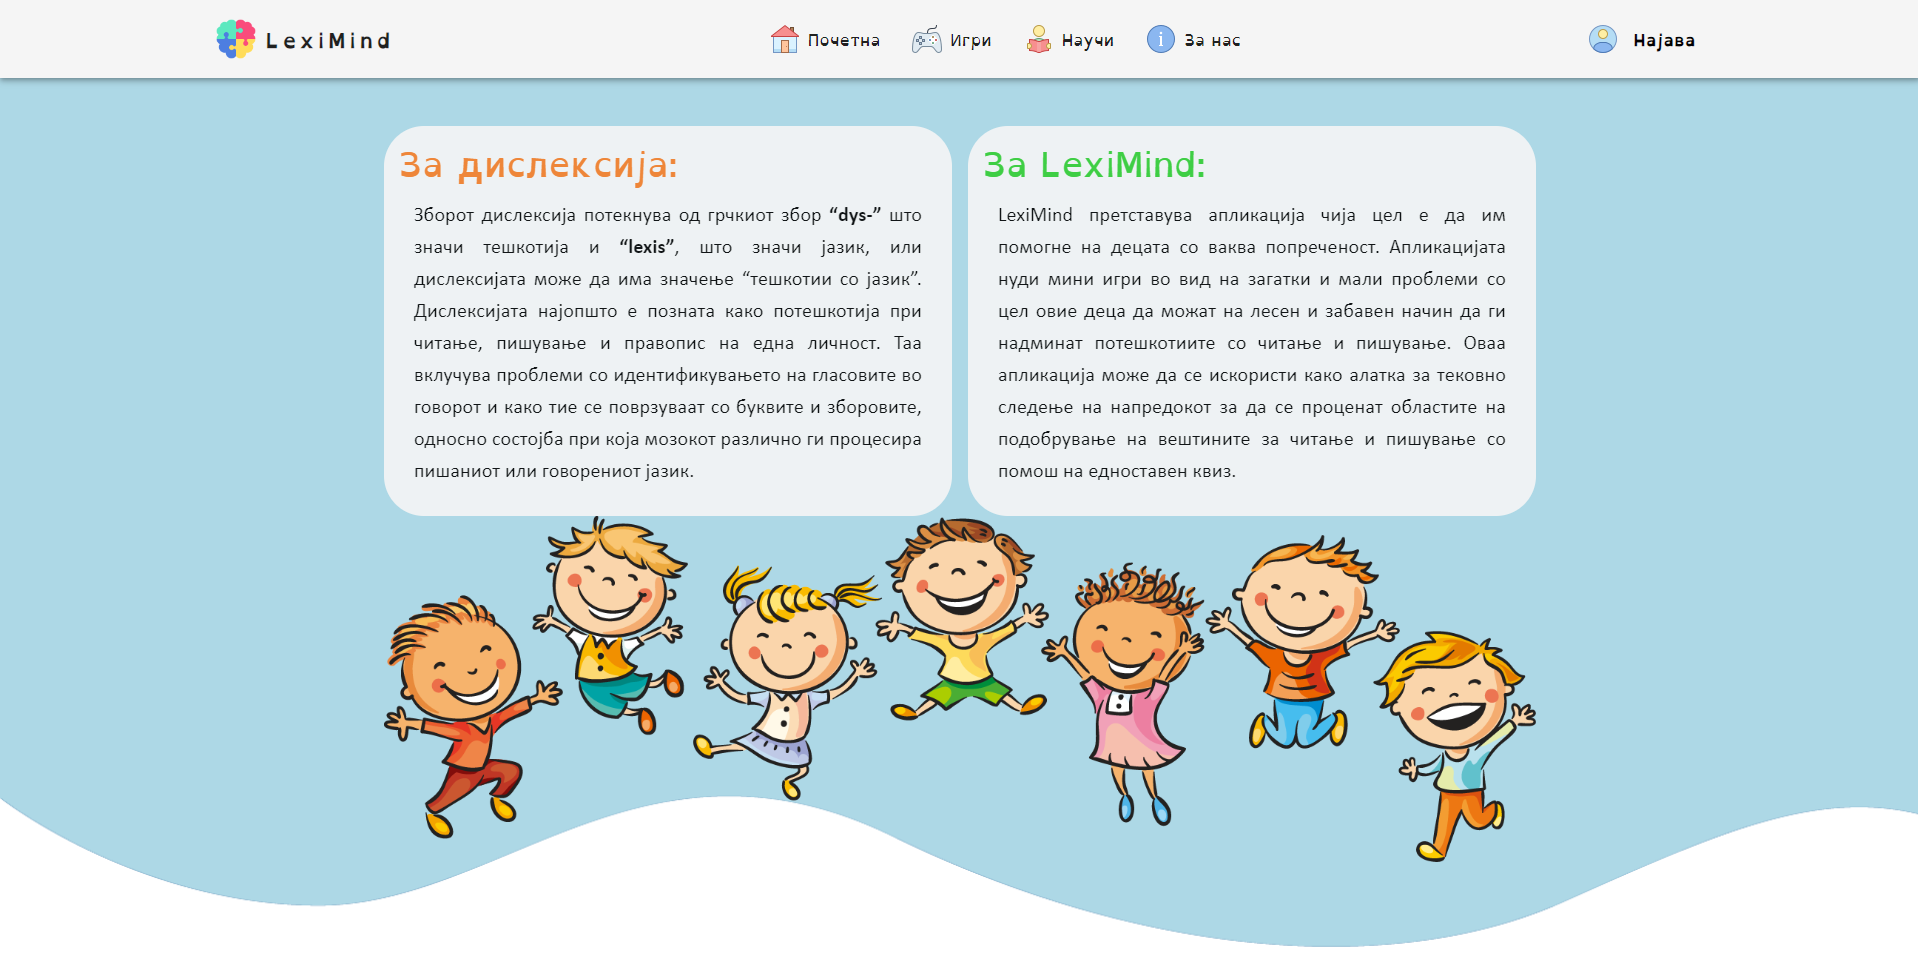 LexiMind
Почетна
Игри
Научи
За нас
Најава
За дислексија:
Зборот дислексија потекнува од грчкиот збор “dys-” што
значи тешкотија и “lexis”, што значи јазик, или
дислексијата може да има значење “тешкотии со јазик”.
Дислексијата најопшто е позната како потешкотија при
читање, пишување и правопис на една личност. Таа
вклучува проблеми со идентификувањето на гласовите во
говорот и како тие се поврзуваат со буквите и зборовите,
односно состојба при која мозокот различно ги процесира
пишаниот или говорениот јазик.
За LexiMind:
LexiMind претставува апликација чија цел е да им
помогне на децата со ваква попреченост. Апликацијата
нуди мини игри во вид на загатки и мали проблеми со
цел овие деца да можат на лесен и забавен начин да ги
надминат потешкотиите со читање и пишување. Оваа
апликација може да се искористи како алатка за тековно
следење на напредокот за да се проценат областите на
подобрување на вештините за читање и пишување со
помош на едноставен квиз.